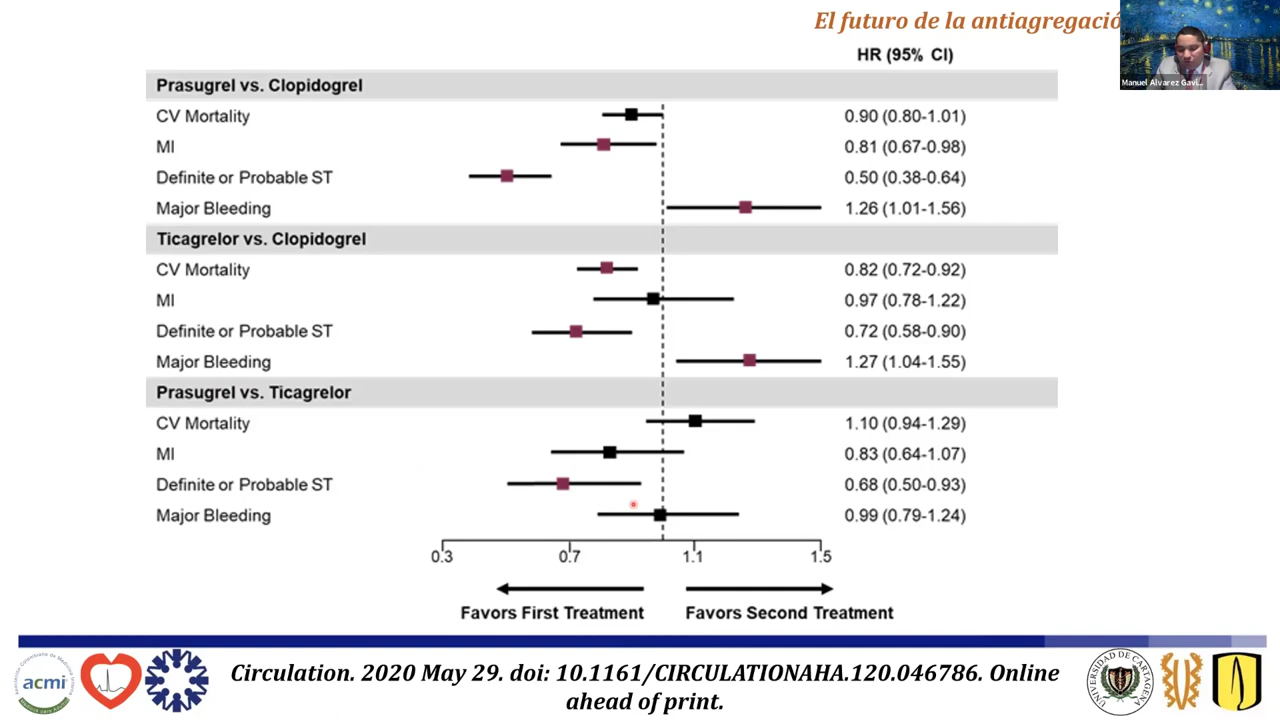 El futuro de la antiagregació
Manuel Alvarez Gavi...
HR (95% CI)
Prasugrel vs. Clopidogrel
CV Mortality 0.90 (0.80-1.01)
MI 0.81 (0.67-0.98)
Definite or Probable ST 0.50 (0.38-0.64)
Major Bleeding 1.26 (1.01-1.56)
Ticagrelor vs. Clopidogrel
CV Mortality 0.82 (0.72-0.92)
MI 0.97 (0.78-1.22)
Definite or Probable ST 0.72 (0.58-0.90)
Major Bleeding 1.27 (1.04-1.55)
Prasugrel vs. Ticagrelor
CV Mortality 1.10 (0.94-1.29)
MI 0.83 (0.64-1.07)
Definite or Probable ST 0.68 (0.50-0.93)
Major Bleeding 0.99 (0.79-1.24)
0.3 0.7 1.1 1.5
Favors First Treatment Favors Second Treatment
Circulation. 2020 May 29. doi: 10.1161/CIRCULATIONAHA.120.046786. Online
ahead of print.
acmi
UNIVERSIDAD DE CARTAGENA